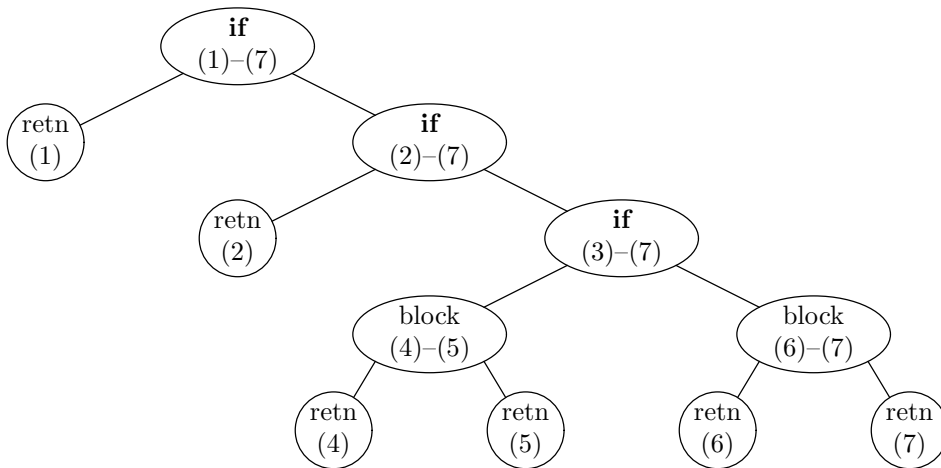 if
(1)–(7)
retn
(1)
if
(2)–(7)
retn
(2)
if
(3)–(7)
block
(4)–(5)
block
(6)–(7)
retn
(4)
retn
(5)
retn
(6)
retn
(7)